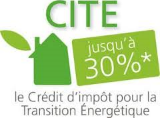 CITE
jusqu'à
30%*
le Crédit d'impôt pour la
Transition Énergétique